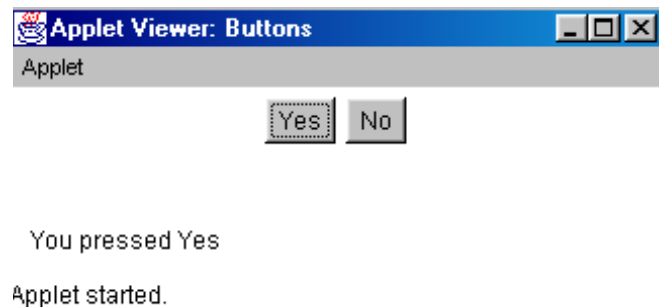 Applet Viewer: Buttons
Applet
Yes No
You pressed Yes
Applet started.